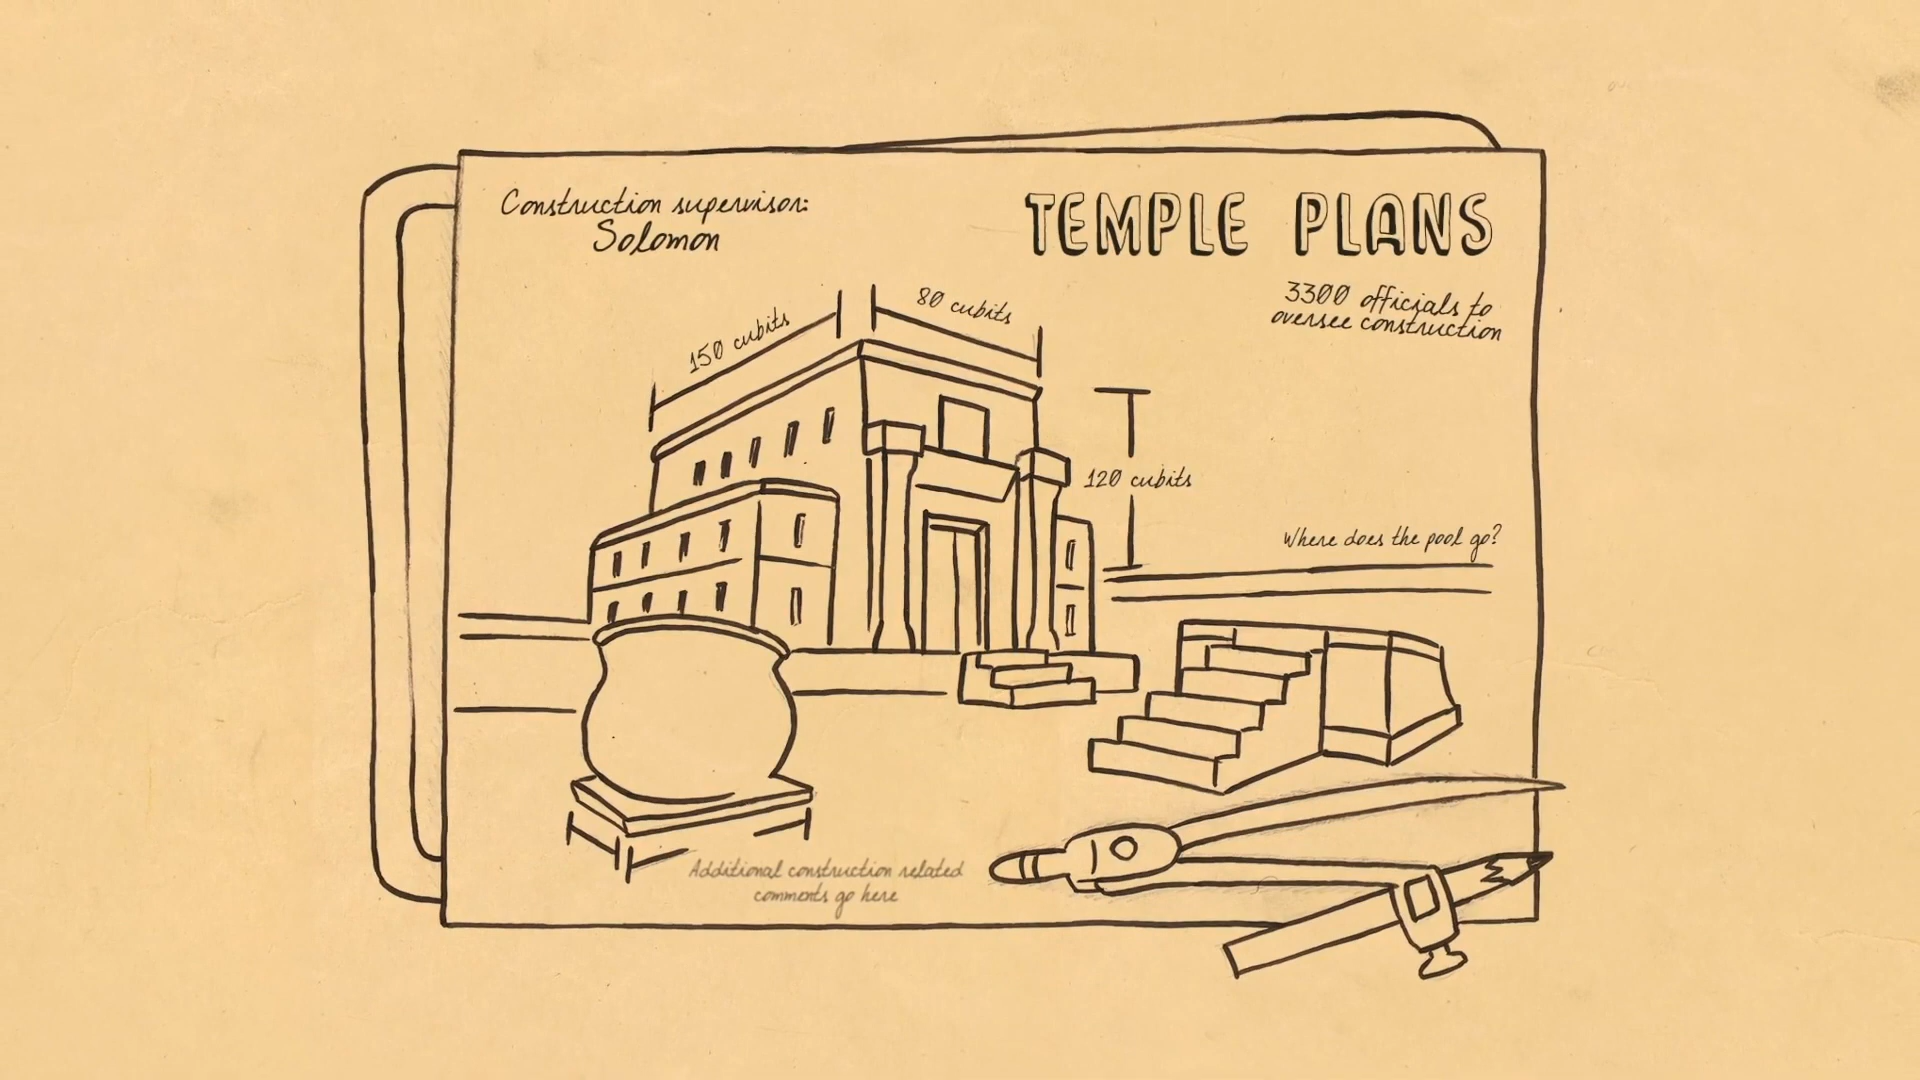 Construction supervisor:
Solomon
TEMPLE PLANS
3300 officials to
oversee construction
150 cubits
80 cubits
120 cubits
Where does the pool go?
Additional construction related
comments go here